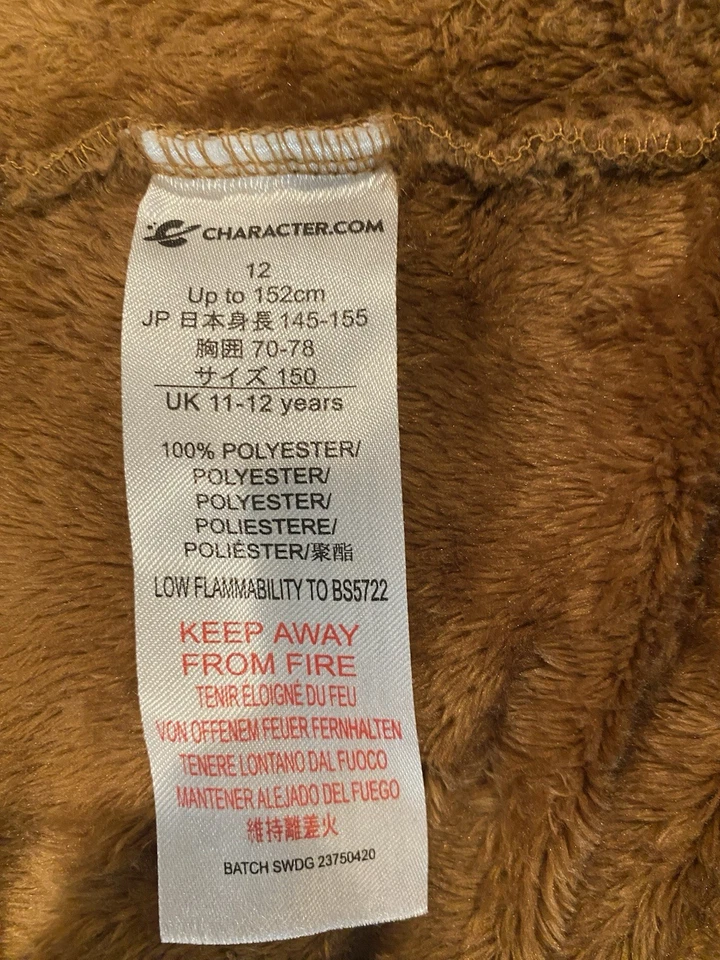 CHARACTER.COM
12
Up to 152cm
JP 日本身長 145-155
胸囲 70-78
サイズ 150
UK 11-12 years
100% POLYESTER/
POLYESTER/
POLYESTER/
POLIESTERE/
POLIÉSTER/聚酯
LOW FLAMMABILITY TO BS5722
KEEP AWAY
FROM FIRE
TENIR ELOIGNÉ DU FEU
VON OFFENEM FEUER FERNHALTEN
TENERE LONTANO DAL FUOCO
MANTENER ALEJADO DEL FUEGO
維持離差火
BATCH SWDG 23750420